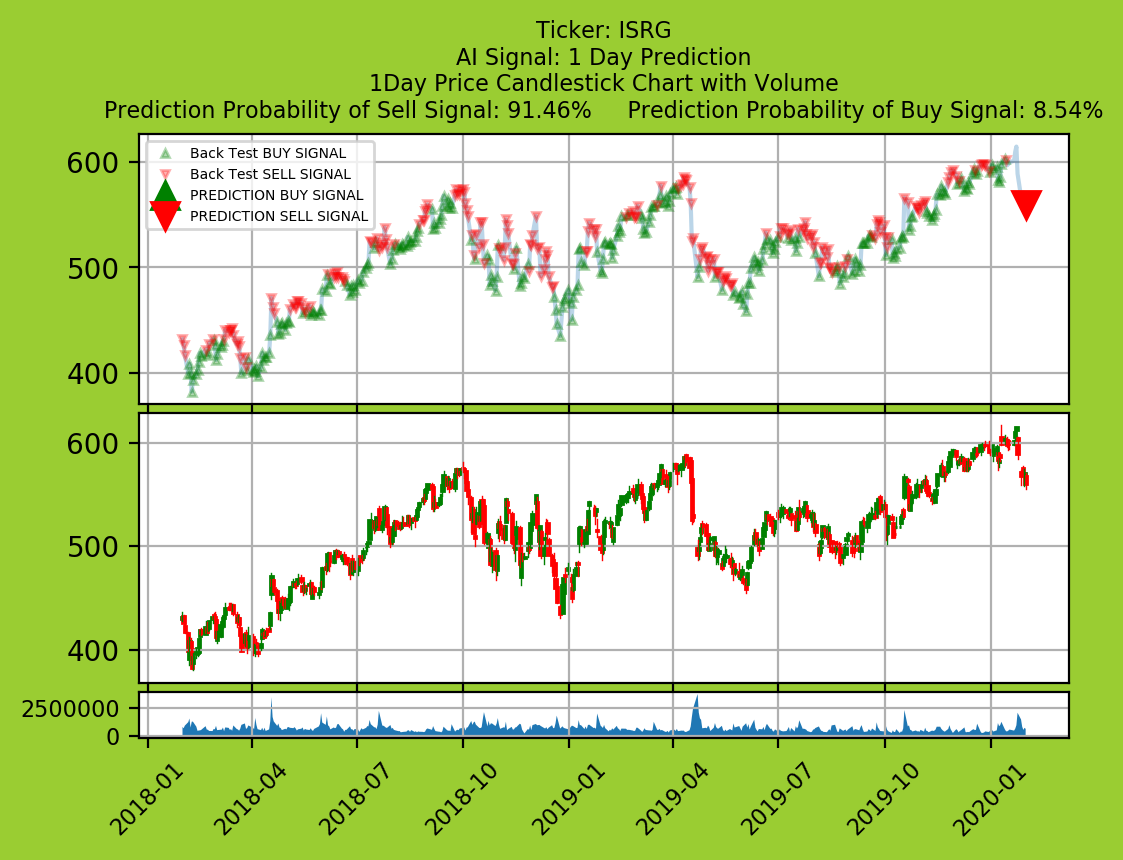 Ticker: ISRG
AI Signal: 1 Day Prediction
1Day Price Candlestick Chart with Volume
Prediction Probability of Sell Signal: 91.46%     Prediction Probability of Buy Signal: 8.54%
Back Test BUY SIGNAL
Back Test SELL SIGNAL
PREDICTION BUY SIGNAL
PREDICTION SELL SIGNAL
600
500
400
600
500
400
2500000
0
2018-01
2018-04
2018-07
2018-10
2019-01
2019-04
2019-07
2019-10
2020-01